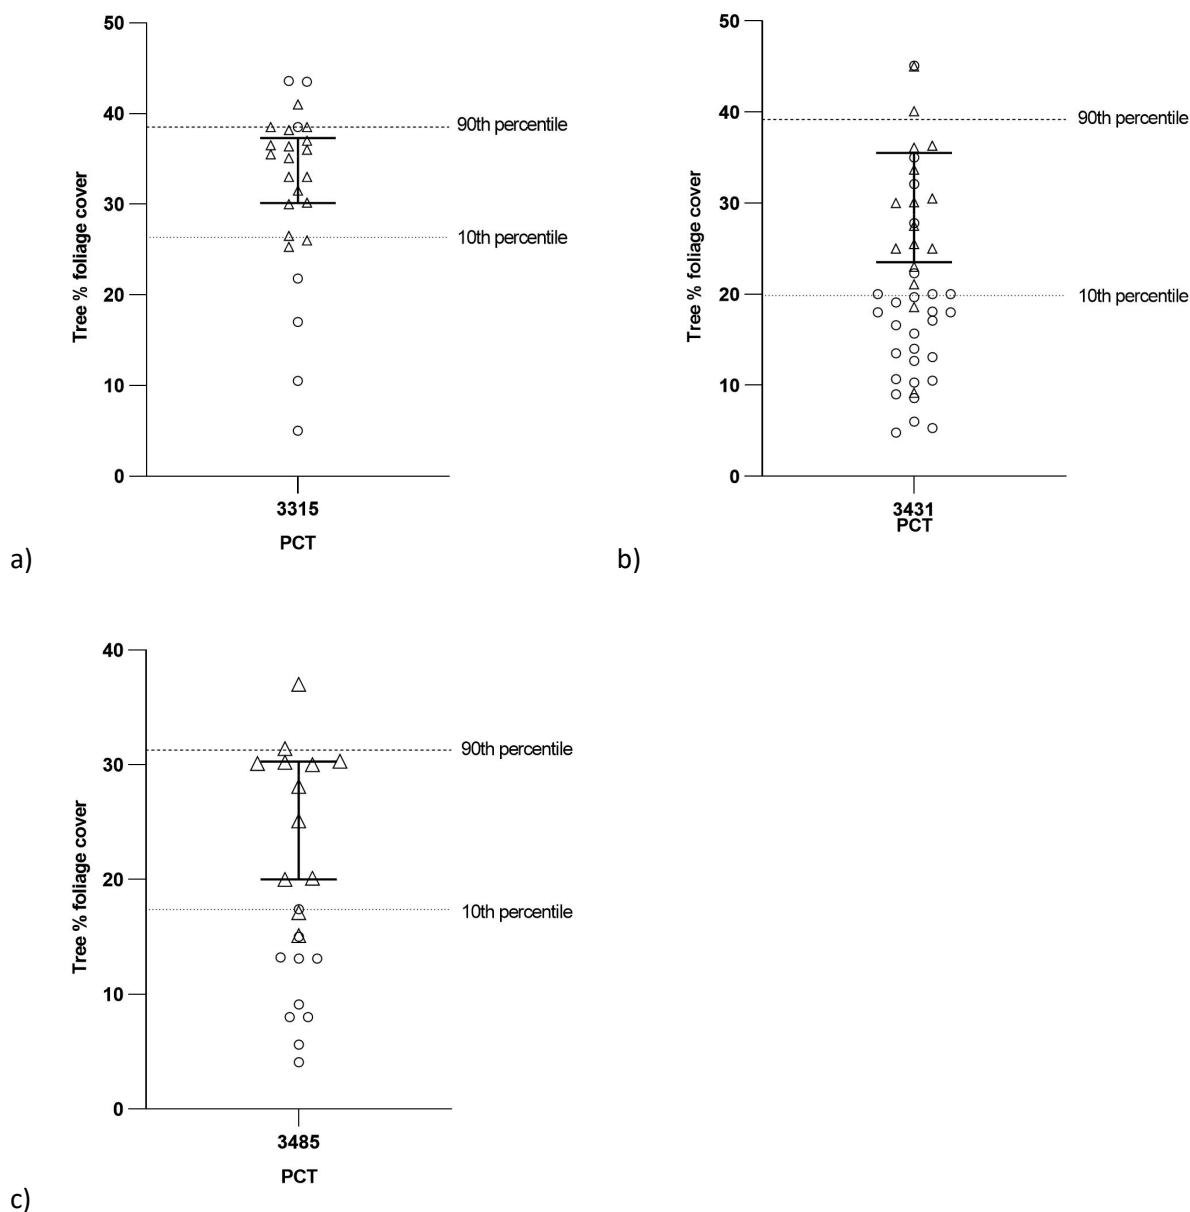 50
40
30
20
10
0
Tree % foliage cover
90th percentile
10th percentile
3315
PCT
a)
50
40
30
20
10
0
Tree % foliage cover
90th percentile
10th percentile
3431
PCT
b)
40
30
20
10
0
Tree % foliage cover
90th percentile
10th percentile
3485
PCT
c)